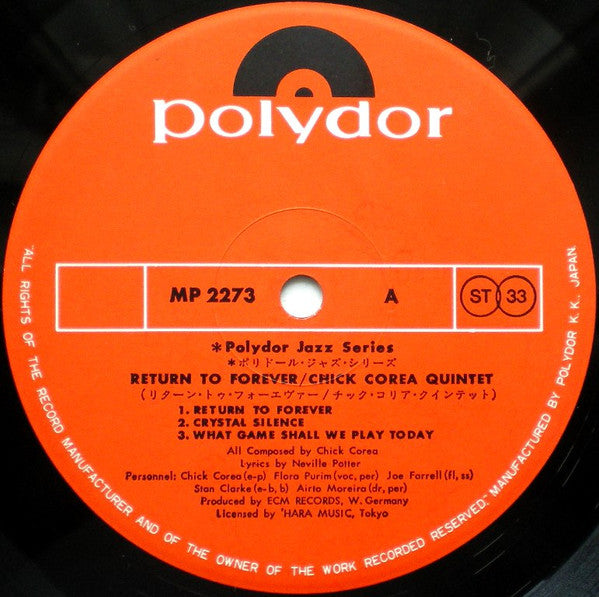 polydor
MP 2273 A ST 33
*Polydor Jazz Series
*ポリドール・ジャズ・シリーズ
RETURN TO FOREVER/CHICK COREA QUINTET
(リターン・トゥ・フォーエヴァー/チック・コリア・クインテット)
1. RETURN TO FOREVER
2. CRYSTAL SILENCE
3. WHAT GAME SHALL WE PLAY TODAY
All Composed by Chick Corea
Lyrics by Neville Potter
Personnel: Chick Corea(e-p) Flora Purim(voc, per) Joe Farrell(fl, ss)
Stan Clarke(e-b, b) Airto Moreira(dr, per)
Produced by ECM RECORDS, W. Germany
Licensed by 'HARA MUSIC, Tokyo
"ALL RIGHTS OF THE RECORD MANUFACTURER AND OF THE OWNER OF THE WORK RECORDED RESERVED." MANUFACTURED BY POLYDOR K. K., JAPAN.